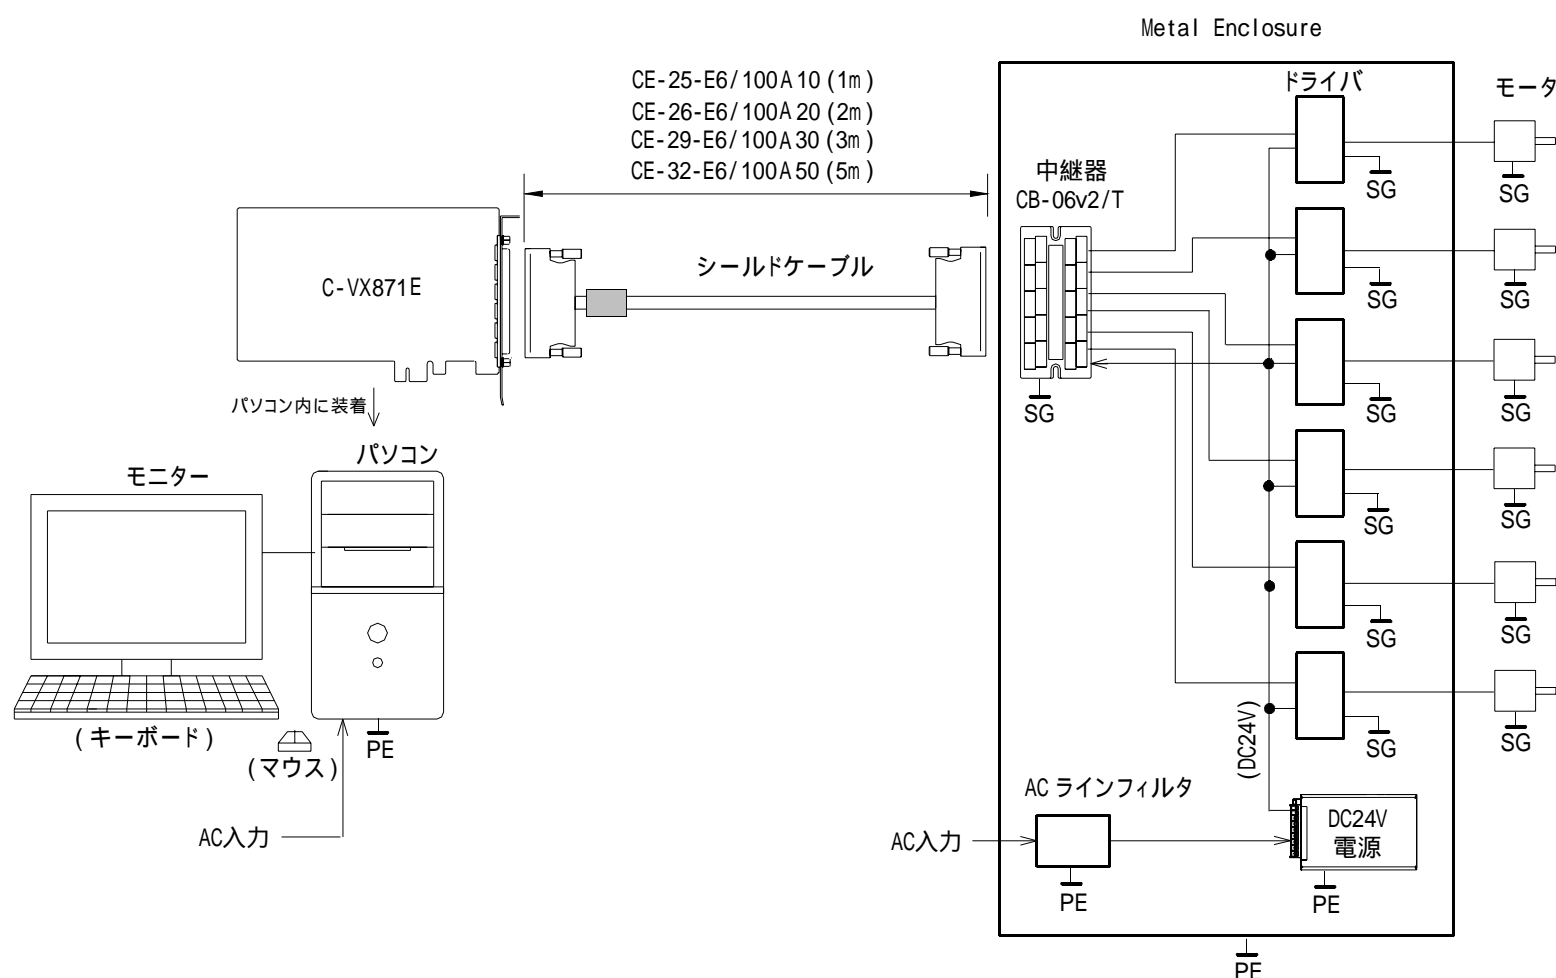 Metal Enclosure
CE-25-E6/100A10 (1m)
CE-26-E6/100A20 (2m)
CE-29-E6/100A30 (3m)
CE-32-E6/100A50 (5m)
ドライバ
モータ
中継器
CB-06v2/T
シールドケーブル
C-VX871E
SG
SG
SG
SG
SG
SG
SG
パソコン内に装着
パソコン
モニター
SG
SG
SG
SG
SG
SG
(キーボード)
(マウス)
PE
(DC24V)
AC入力
ACラインフィルタ
AC入力
DC24V
電源
PE
PE
PE